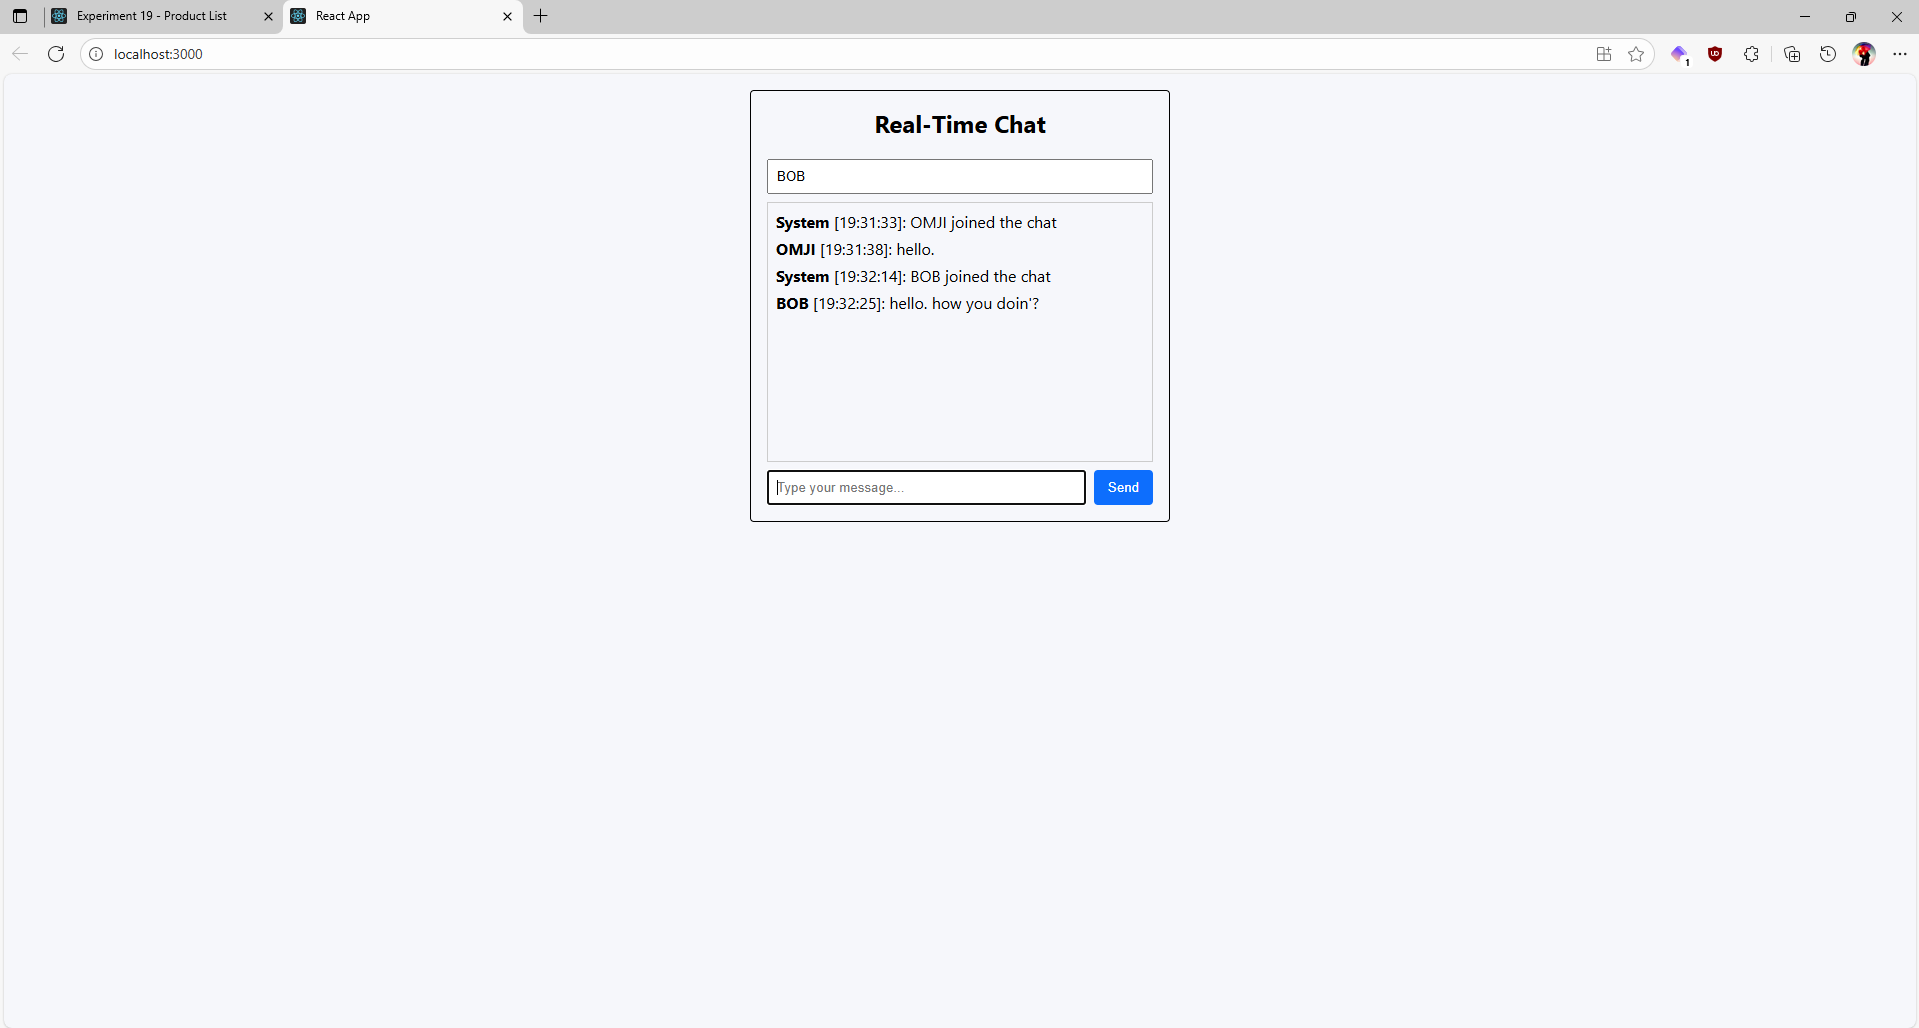 Experiment 19 - Product List
React App
localhost:3000
1
Real-Time Chat
BOB
System [19:31:33]: OMJI joined the chat
OMJI [19:31:38]: hello.
System [19:32:14]: BOB joined the chat
BOB [19:32:25]: hello. how you doin'?
Type your message...
Send